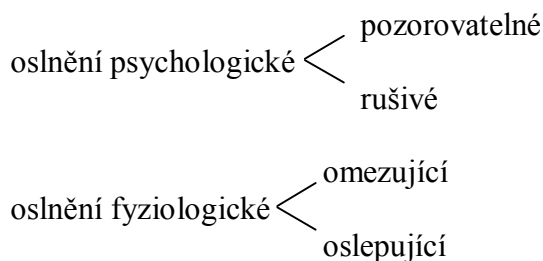 oslnění psychologické
pozorovatelné
rušivé
oslnění fyziologické
omezující
oslepující